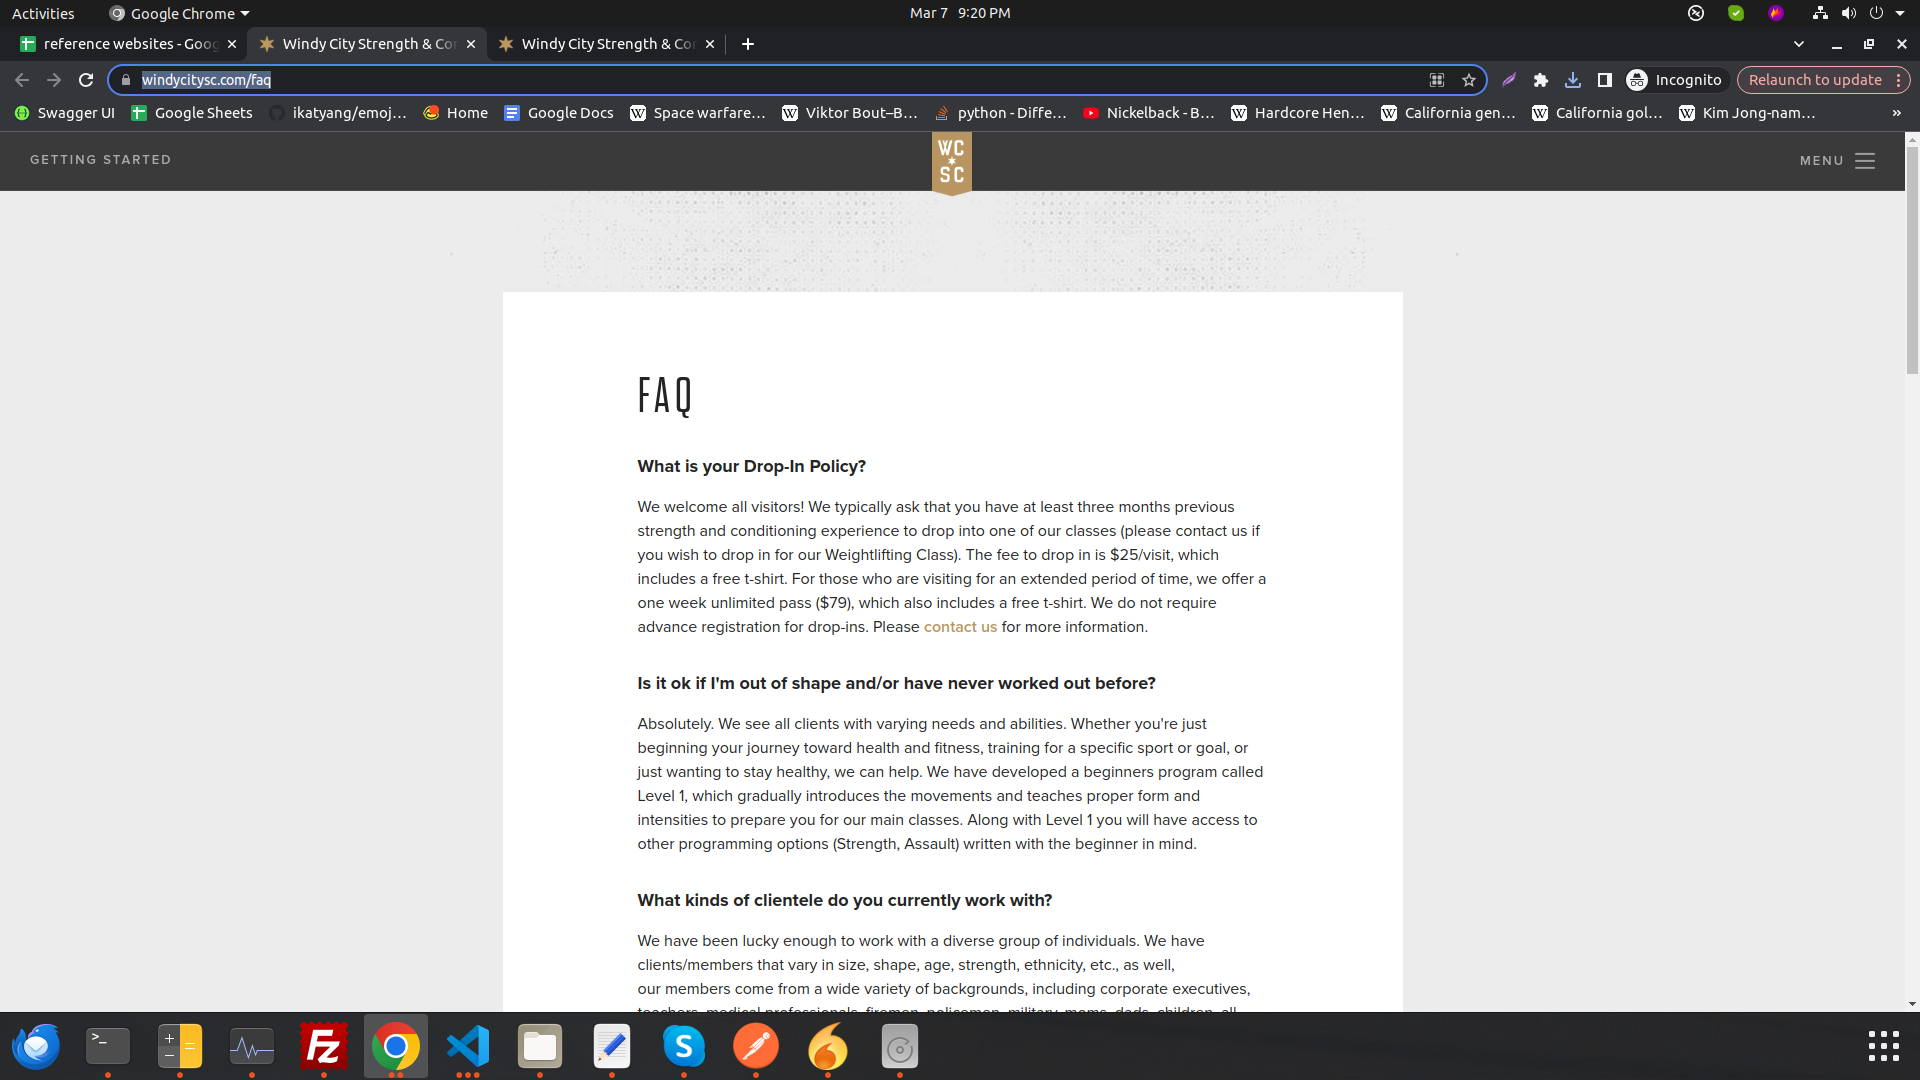 Activities
Google Chrome
Mar 7 9:20 PM
reference websites - Goog
Windy City Strength & Cor
Windy City Strength & Cor
windycitysc.com/faq
Incognito
Relaunch to update
Swagger UI
Google Sheets
ikatyang/emoj...
Home
Google Docs
Space warfare...
Viktor Bout–B...
python - Diffe...
Nickelback - B...
Hardcore Hen...
California gen...
California gol...
Kim Jong-nam...
GETTING STARTED
WC
SC
MENU
FAQ
What is your Drop-In Policy?
We welcome all visitors! We typically ask that you have at least three months previous
strength and conditioning experience to drop into one of our classes (please contact us if
you wish to drop in for our Weightlifting Class). The fee to drop in is $25/visit, which
includes a free t-shirt. For those who are visiting for an extended period of time, we offer a
one week unlimited pass ($79), which also includes a free t-shirt. We do not require
advance registration for drop-ins. Please contact us for more information.
Is it ok if I'm out of shape and/or have never worked out before?
Absolutely. We see all clients with varying needs and abilities. Whether you're just
beginning your journey toward health and fitness, training for a specific sport or goal, or
just wanting to stay healthy, we can help. We have developed a beginners program called
Level 1, which gradually introduces the movements and teaches proper form and
intensities to prepare you for our main classes. Along with Level 1 you will have access to
other programming options (Strength, Assault) written with the beginner in mind.
What kinds of clientele do you currently work with?
We have been lucky enough to work with a diverse group of individuals. We have
clients/members that vary in size, shape, age, strength, ethnicity, etc., as well,
our members come from a wide variety of backgrounds, including corporate executives,
teachers, medical professionals, firemen, policemen, military, moms, dads, children, all